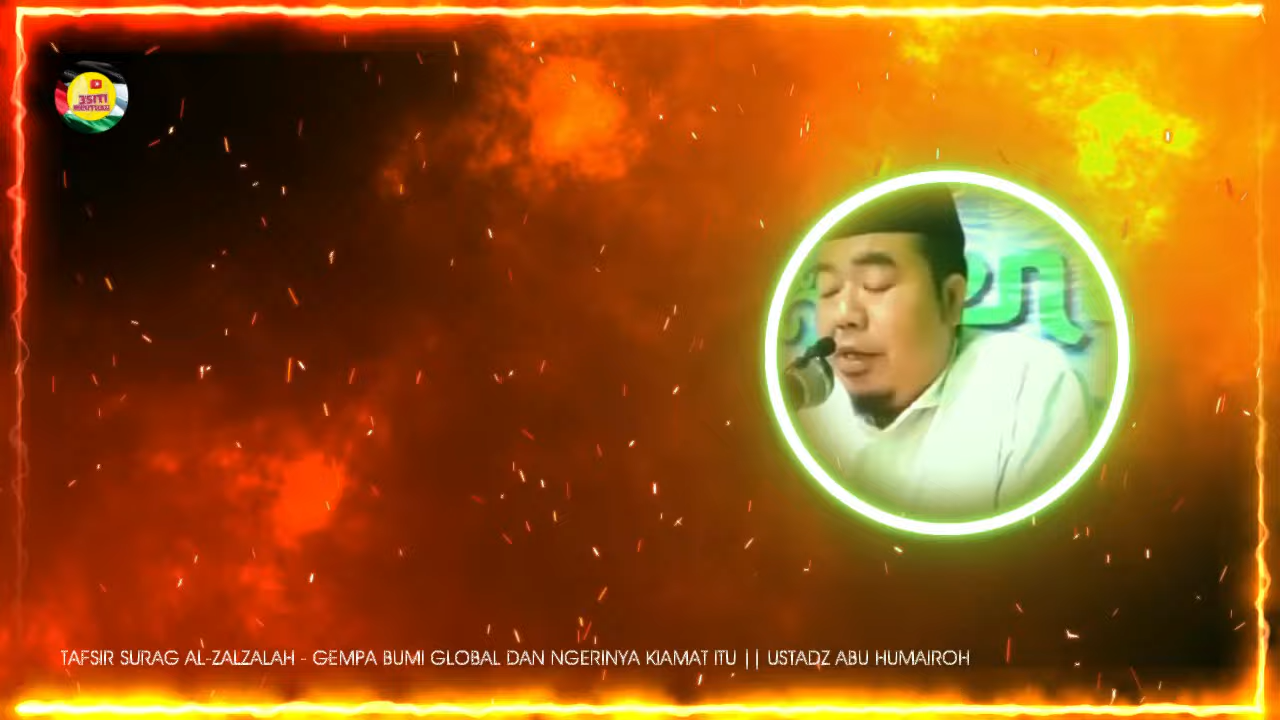 TAFSIR SURAG AL-ZALZALAH - GEMPA BUMI GLOBAL DAN NGERINYA KIAMAT ITU || USTADZ ABU HUMAIROH